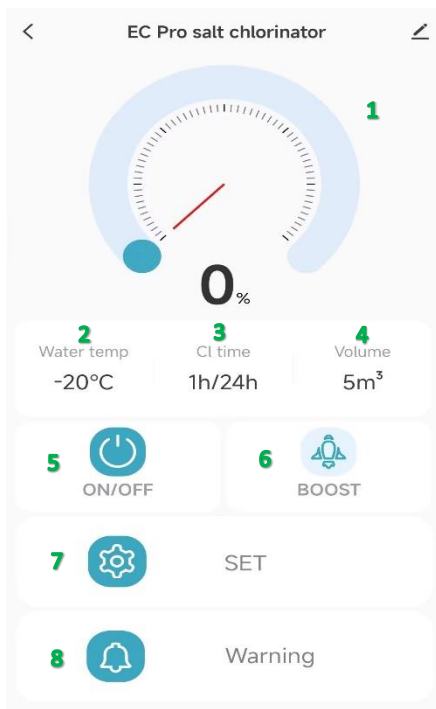 EC Pro salt chlorinator
1
0%
2 3 4
Water temp Cl time Volume
-20°C 1h/24h 5m³
5 6
ON/OFF BOOST
7 SET
8 Warning